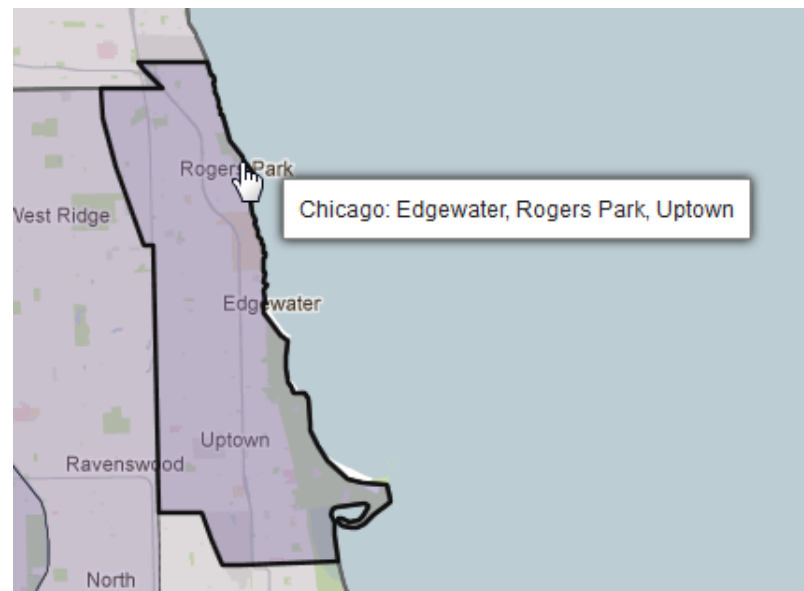 Rogers Park
Chicago: Edgewater, Rogers Park, Uptown
West Ridge
Edgewater
Uptown
Ravenswood
North